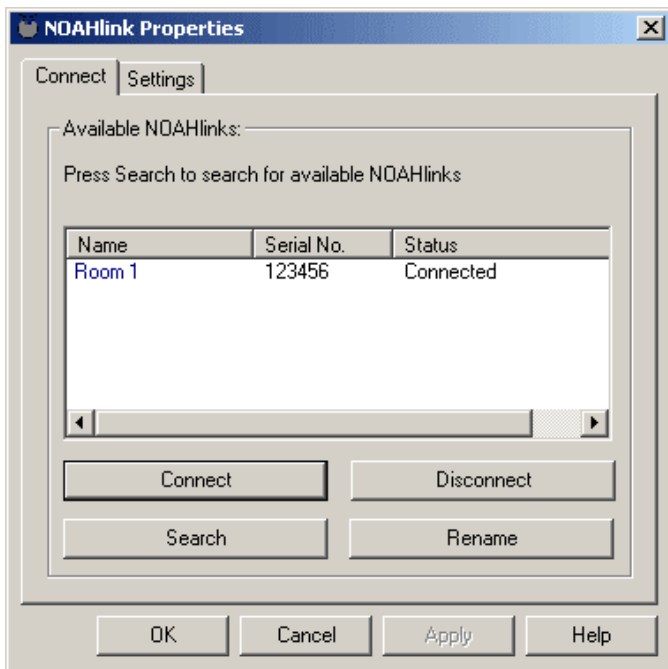 NOAHlink Properties
Connect Settings
Available NOAHlinks:
Press Search to search for available NOAHlinks
Name Serial No. Status
Room 1 123456 Connected
Connect Disconnect
Search Rename
OK Cancel Apply Help